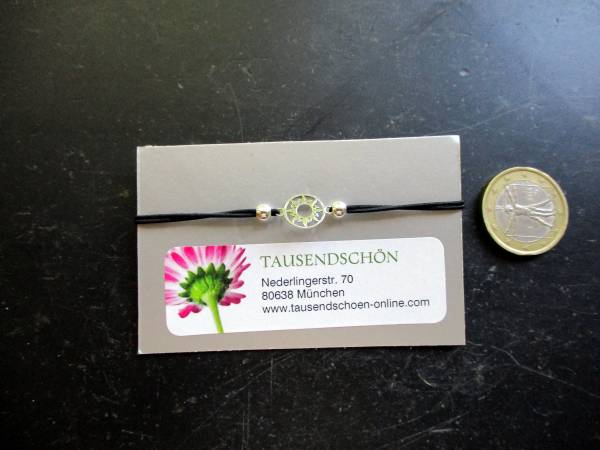 TAUSENDSCHÖN
Nederlingerstr. 70
80638 München
www.tausendschoen-online.com